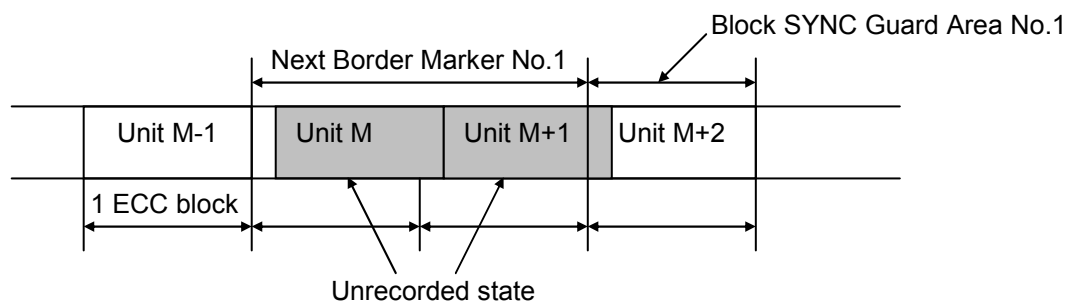 Block SYNC Guard Area No.1
Next Border Marker No.1
Unit M-1
Unit M
Unit M+1
Unit M+2
1 ECC block
Unrecorded state